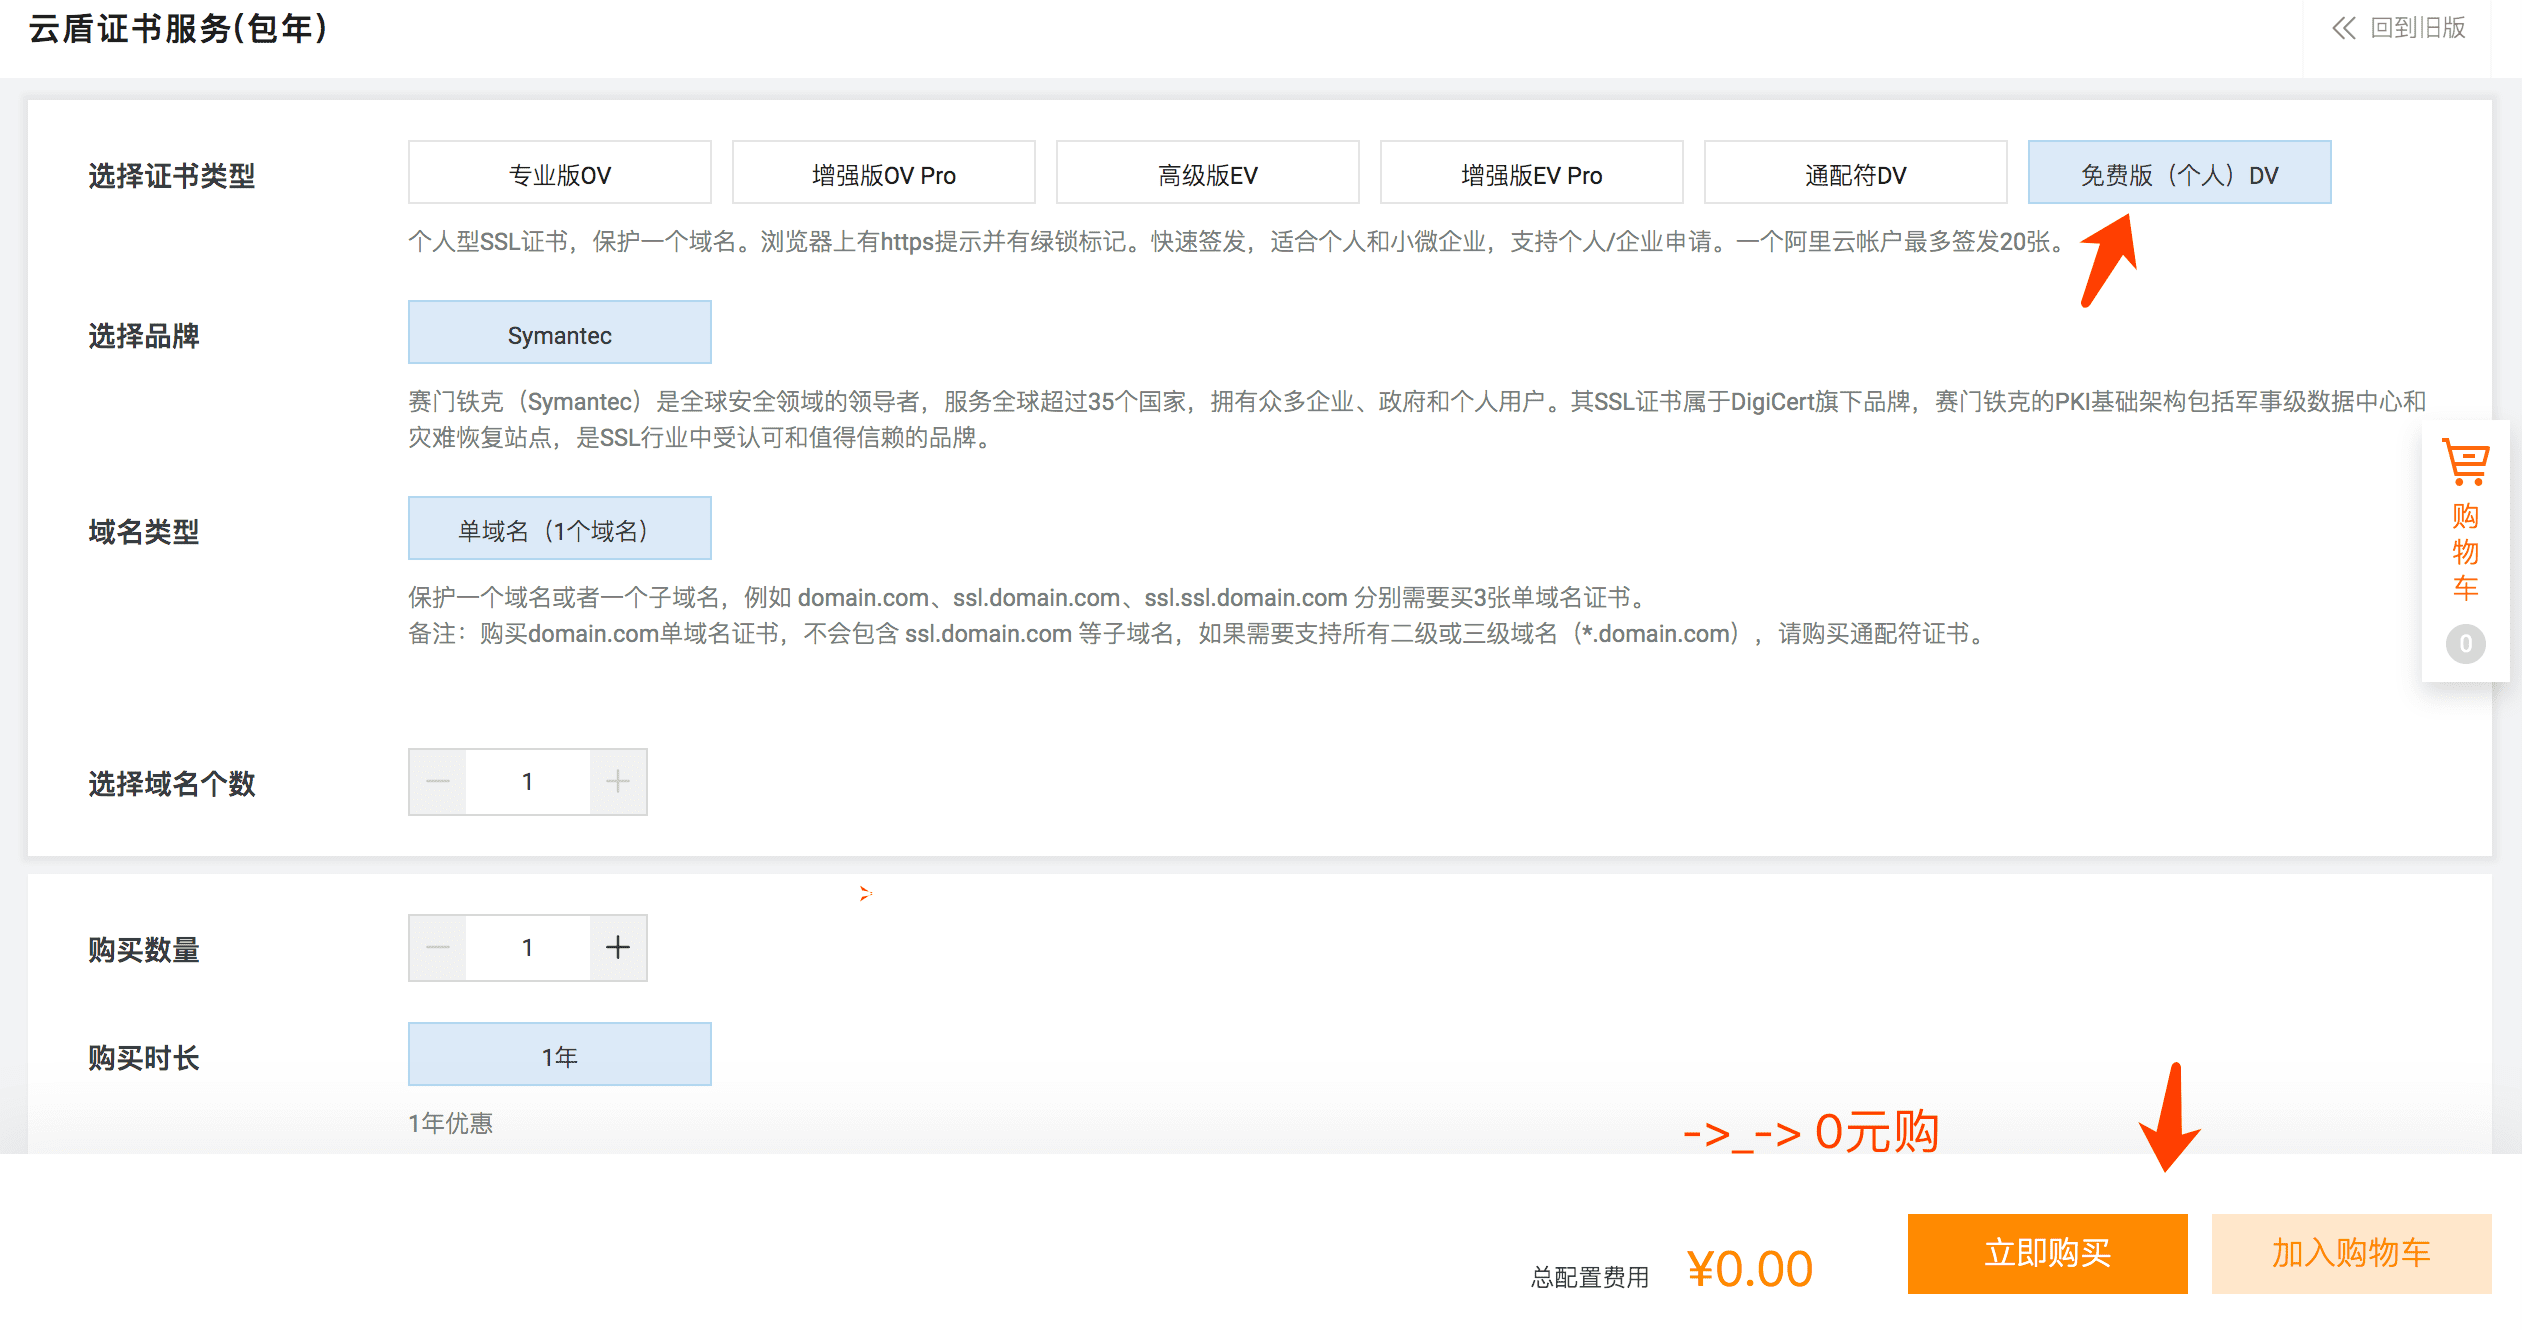 云盾证书服务(包年)
回到旧版
选择证书类型
专业版OV
增强版OV Pro
高级版EV
增强版EV Pro
通配符DV
免费版（个人）DV
个人型SSL证书，保护一个域名。浏览器上有https提示并有绿锁标记。快速签发，适合个人和小微企业，支持个人/企业申请。一个阿里云帐户最多签发20张。
选择品牌
Symantec
赛门铁克（Symantec）是全球安全领域的领导者，服务全球超过35个国家，拥有众多企业、政府和个人用户。其SSL证书属于DigiCert旗下品牌，赛门铁克的PKI基础架构包括军事级数据中心和
灾难恢复站点，是SSL行业中受认可和值得信赖的品牌。
域名类型
单域名（1个域名）
保护一个域名或者一个子域名，例如 domain.com、ssl.domain.com、ssl.ssl.domain.com 分别需要买3张单域名证书。
备注：购买domain.com单域名证书，不会包含 ssl.domain.com 等子域名，如果需要支持所有二级或三级域名（*.domain.com），请购买通配符证书。
购
物
车
0
选择域名个数
1
购买数量
1
购买时长
1年
1年优惠
->_-> 0元购
总配置费用
¥0.00
立即购买
加入购物车